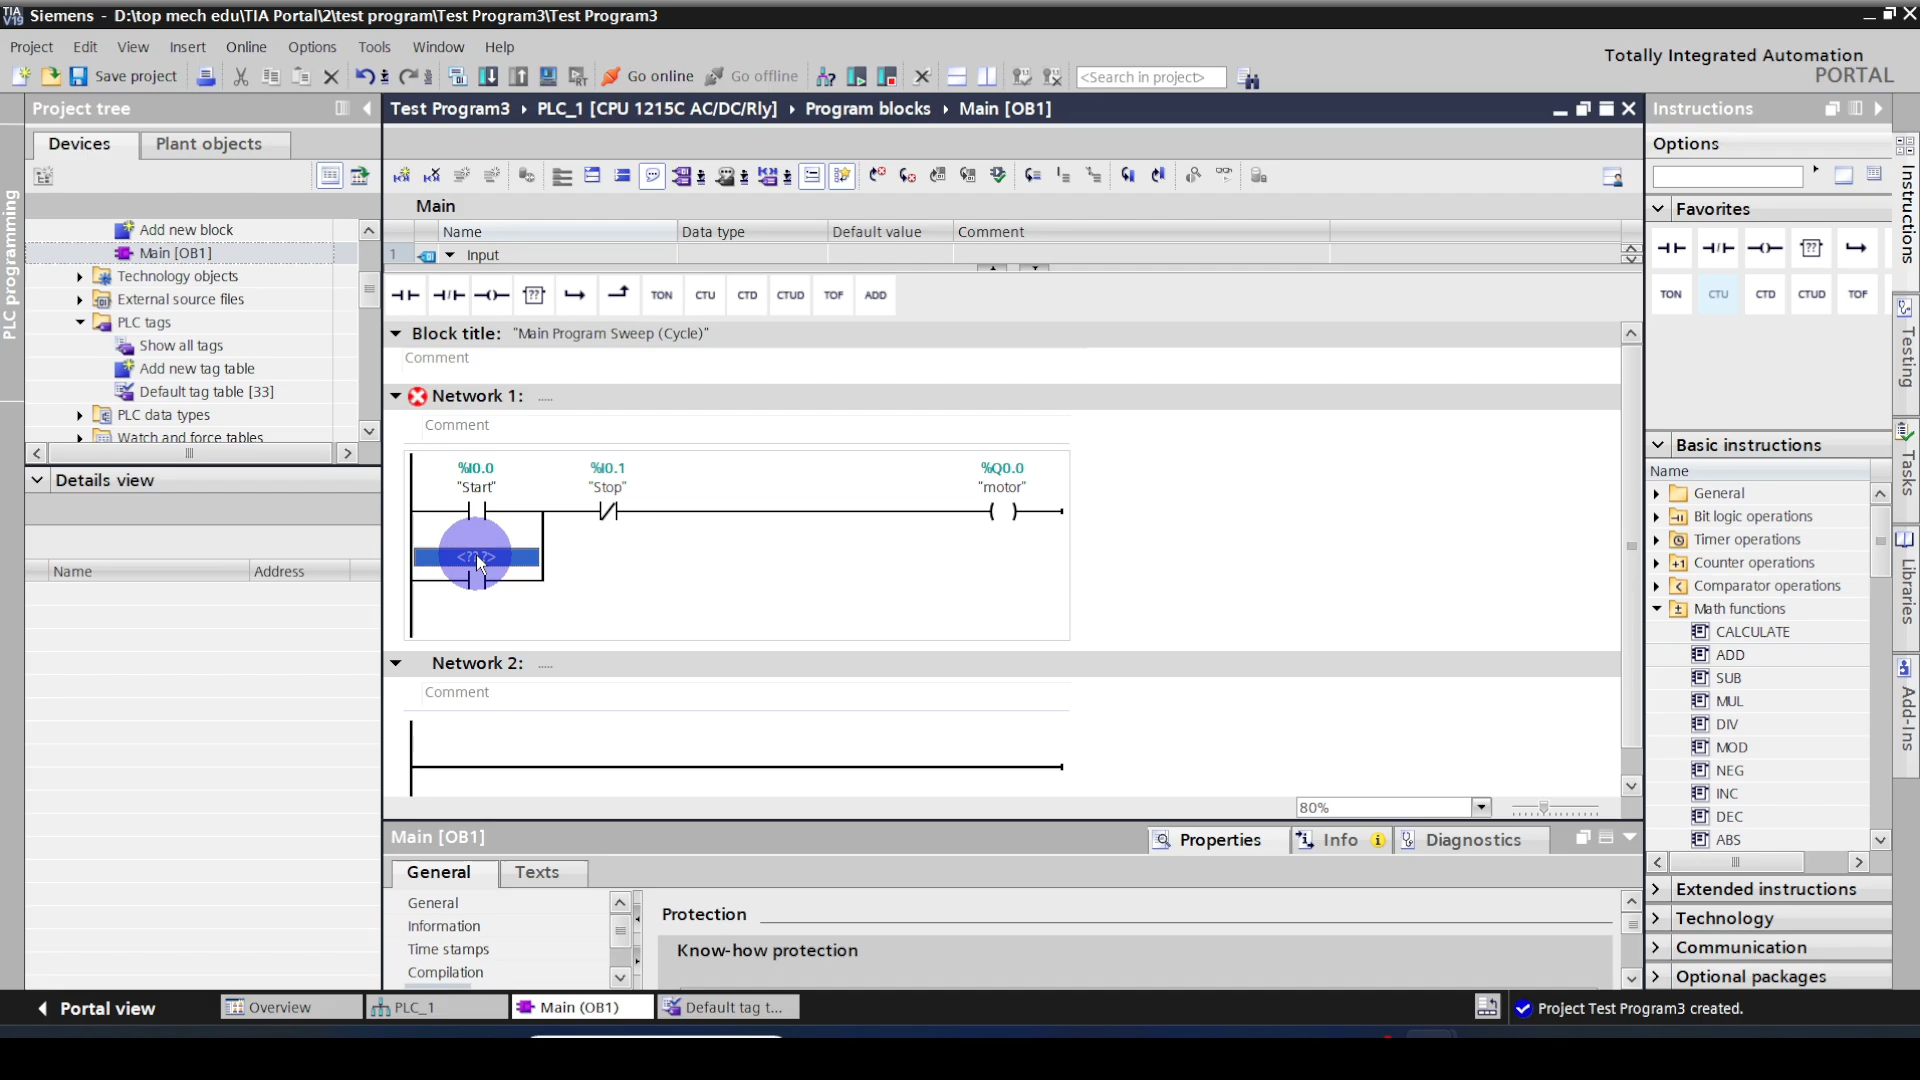 TIA
V19
Siemens - D:\top mech edu\TIA Portal\2\test program\Test Program3\Test Program3
Project Edit View Insert Online Options Tools Window Help
Totally Integrated Automation
PORTAL
Save project
Go online
Go offline
<Search in project>
Project tree
Test Program3 PLC_1 [CPU 1215C AC/DC/Rly] Program blocks Main [OB1]
Instructions
Devices
Plant objects
Options
PLC programming
Add new block
Main [OB1]
Technology objects
External source files
PLC tags
Show all tags
Add new tag table
Default tag table [33]
PLC data types
Watch and force tables
Details view
Name Address
Main
Name Data type Default value Comment
1 Input
?? TON CTU CTD CTUD TOF ADD
Block title: "Main Program Sweep (Cycle)"
Comment
Network 1: .....
Comment
%I0.0 %I0.1 %Q0.0
"Start" "Stop" "motor"
<??.?>
Network 2: .....
Comment
80%
Main [OB1]
Properties
Info
Diagnostics
General
Texts
General
Information
Time stamps
Compilation
Protection
Know-how protection
Favorites
??
TON CTU CTD CTUD TOF
Basic instructions
Name
General
Bit logic operations
Timer operations
Counter operations
Comparator operations
Math functions
CALCULATE
ADD
SUB
MUL
DIV
MOD
NEG
INC
DEC
ABS
Extended instructions
Technology
Communication
Optional packages
Instructions
Testing
Tasks
Libraries
Add-Ins
Portal view
Overview
PLC_1
Main (OB1)
Default tag t...
Project Test Program3 created.